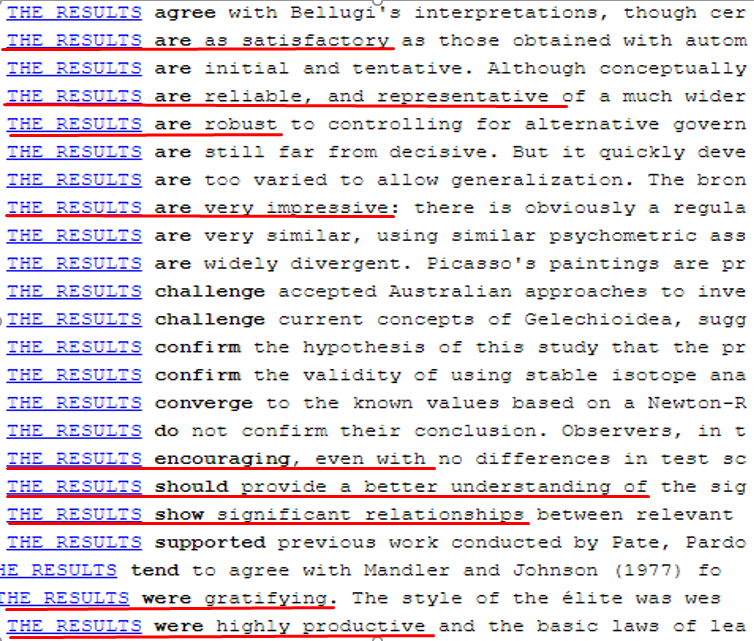 THE RESULTS agree with Bellugi's interpretations, though cer
THE RESULTS are as satisfactory as those obtained with autom
THE RESULTS are initial and tentative. Although conceptually
THE RESULTS are reliable, and representative of a much wider
THE RESULTS are robust to controlling for alternative govern
THE RESULTS are still far from decisive. But it quickly deve
THE RESULTS are too varied to allow generalization. The bron
THE RESULTS are very impressive: there is obviously a regula
THE RESULTS are very similar, using similar psychometric ass
THE RESULTS are widely divergent. Picasso's paintings are pr
THE RESULTS challenge accepted Australian approaches to inve
THE RESULTS challenge current concepts of Gelechioidea, sugg
THE RESULTS confirm the hypothesis of this study that the pr
THE RESULTS confirm the validity of using stable isotope ana
THE RESULTS converge to the known values based on a Newton-R
THE RESULTS do not confirm their conclusion. Observers, in t
THE RESULTS encouraging, even with no differences in test sc
THE RESULTS should provide a better understanding of the sig
THE RESULTS show significant relationships between relevant
THE RESULTS supported previous work conducted by Pate, Pardo
HE RESULTS tend to agree with Mandler and Johnson (1977) fo
THE RESULTS were gratifying. The style of the élite was wes
THE RESULTS were highly productive and the basic laws of lea